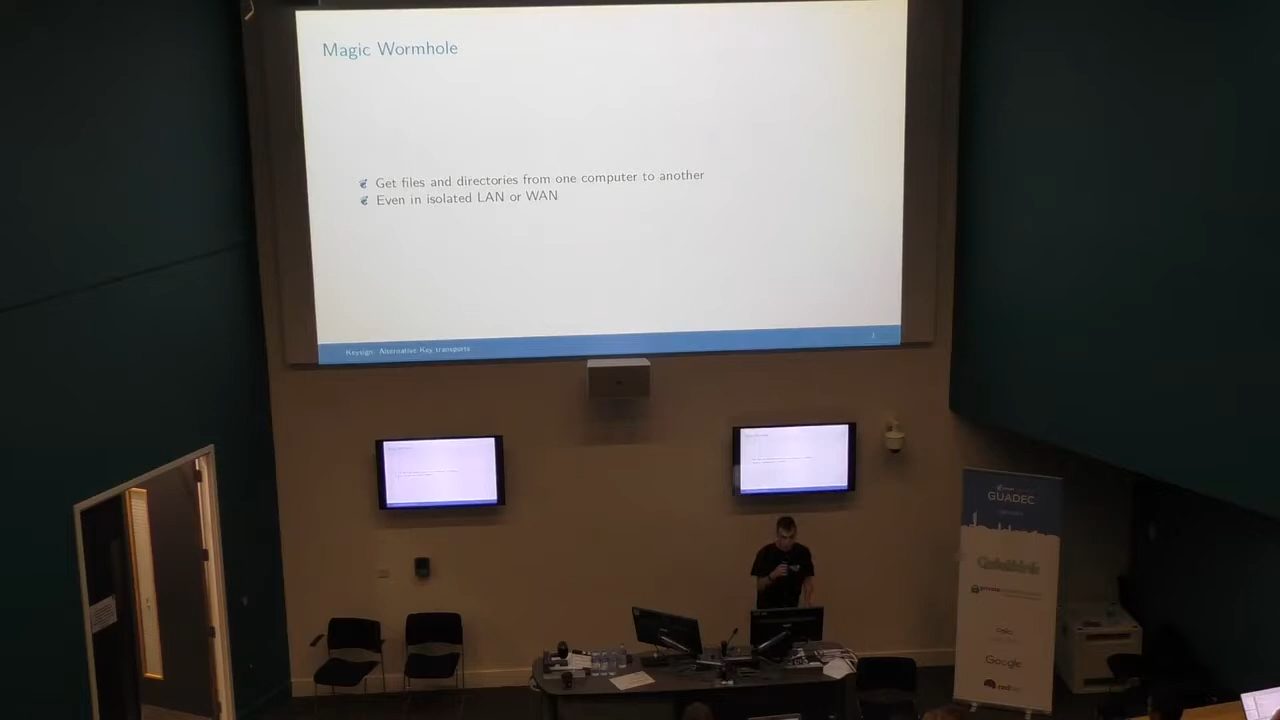 Magic Wormhole
Get files and directories from one computer to another
Even in isolated LAN or WAN
Keysign: Alternative Key transports
GUADEC
Google